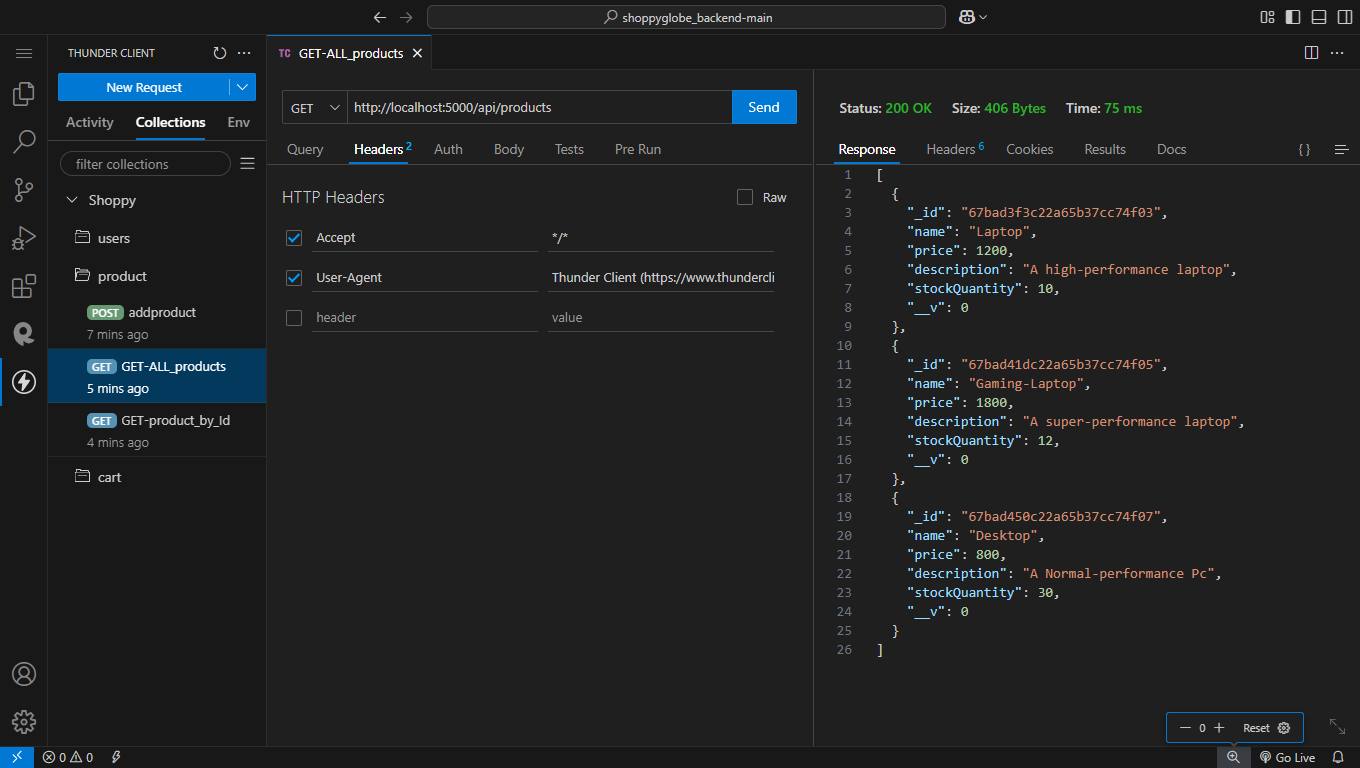 shoppyglobe_backend-main
THUNDER CLIENT
New Request
Activity Collections Env
filter collections
Shoppy
users
product
POST addproduct
7 mins ago
GET GET-ALL_products
5 mins ago
GET GET-product_by_Id
4 mins ago
cart
TC GET-ALL_products
GET http://localhost:5000/api/products Send
Query Headers 2 Auth Body Tests Pre Run
HTTP Headers Raw
Accept */*
User-Agent Thunder Client (https://www.thundercli
header value
Status: 200 OK Size: 406 Bytes Time: 75 ms
Response Headers 6 Cookies Results Docs { }
1 [
2 {
3 "_id": "67bad3f3c22a65b37cc74f03",
4 "name": "Laptop",
5 "price": 1200,
6 "description": "A high-performance laptop",
7 "stockQuantity": 10,
8 "__v": 0
9 },
10 {
11 "_id": "67bad41dc22a65b37cc74f05",
12 "name": "Gaming-Laptop",
13 "price": 1800,
14 "description": "A super-performance laptop",
15 "stockQuantity": 12,
16 "__v": 0
17 },
18 {
19 "_id": "67bad450c22a65b37cc74f07",
20 "name": "Desktop",
21 "price": 800,
22 "description": "A Normal-performance Pc",
23 "stockQuantity": 30,
24 "__v": 0
25 }
26 ]
0 Reset
0 0
Go Live